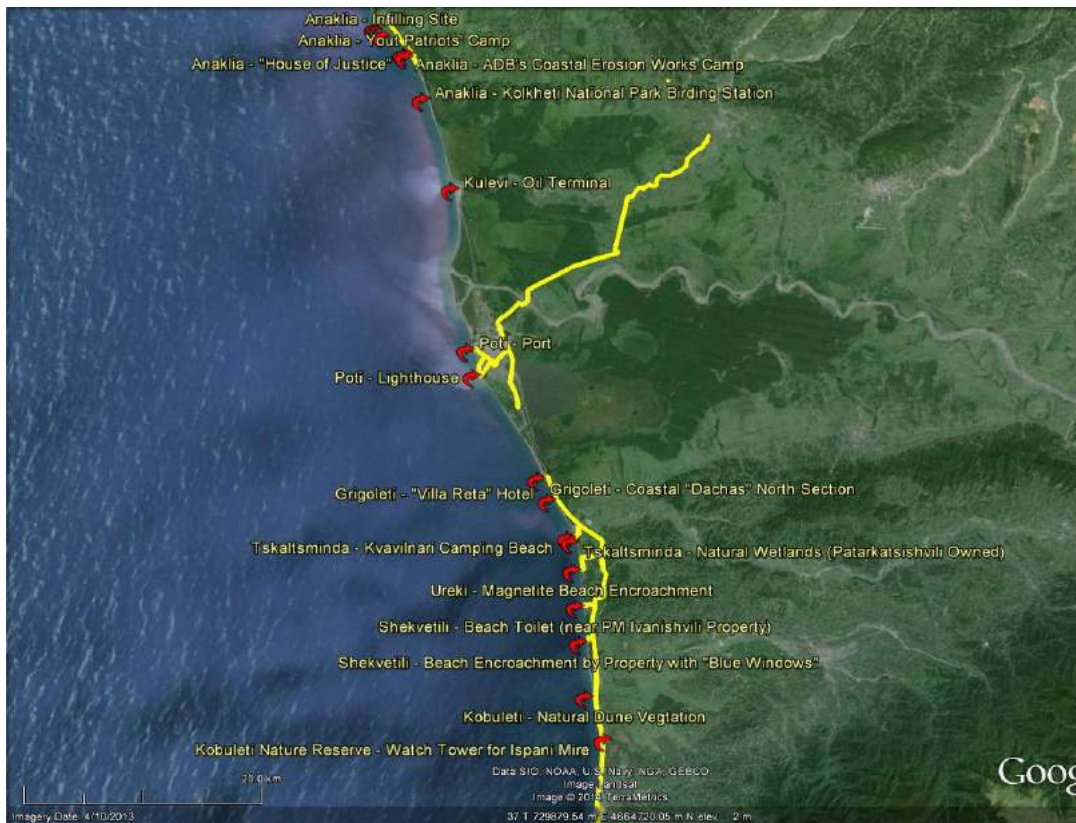 Anaklia - Infilling Site
Anaklia - Yout Patriots' Camp
Anaklia - "House of Justice"
Anaklia - ADB's Coastal Erosion Works Camp
Anaklia - Kolkheti National Park Birding Station
Kulevi - Oil Terminal
Poti - Port
Poti - Lighthouse
Grigoleti - "Villa Reta" Hotel
Grigoleti - Coastal "Dachas" North Section
Tskaltsminda - Kvavilnari Camping Beach
Tskaltsminda - Natural Wetlands (Patarkatsishvili Owned)
Ureki - Magnetite Beach Encroachment
Shekvetili - Beach Toilet (near PM Ivanishvili Property)
Shekvetili - Beach Encroachment by Property with "Blue Windows"
Kobuleti - Natural Dune Vegtation
Kobuleti Nature Reserve - Watch Tower for Ispani Mire
20.0 km
Data SIO, NOAA, U.S. Navy, NGA, GEBCO
Image Landsat
Image © 2014 TerraMetrics
Goog
Imagery Date: 4/10/2013
37 T 729879.54 m E 4664720.05 m N elev 2 m